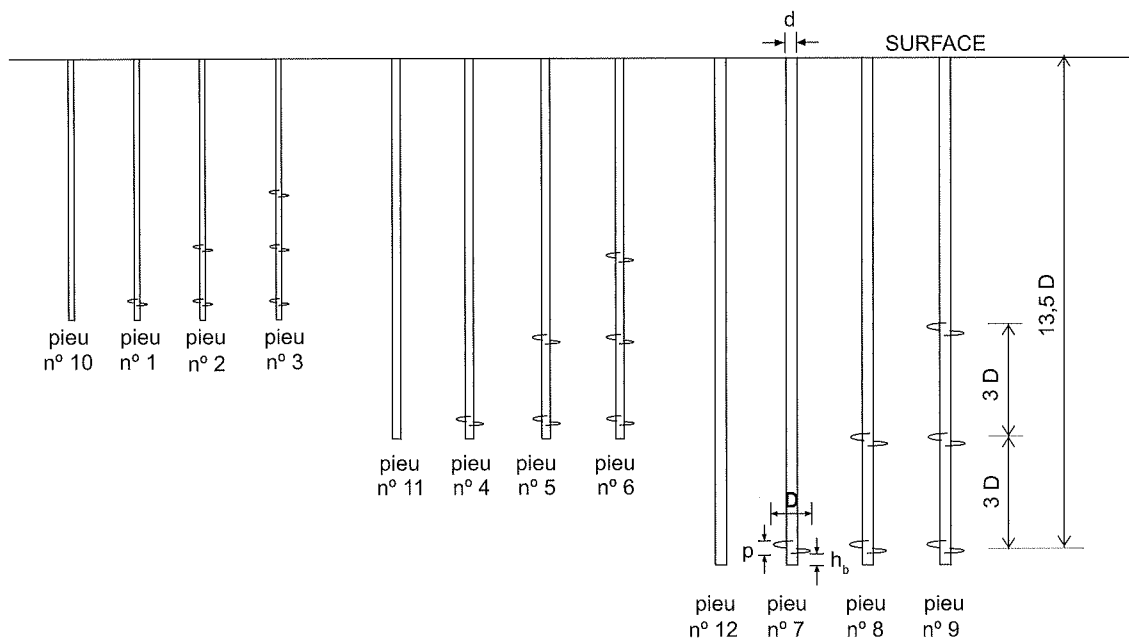 d
SURFACE
13,5 D
3 D
3 D
pieu
nº 10
pieu
nº 1
pieu
nº 2
pieu
nº 3
pieu
nº 11
pieu
nº 4
pieu
nº 5
pieu
nº 6
D
p
h_b
pieu
nº 12
pieu
nº 7
pieu
nº 8
pieu
nº 9